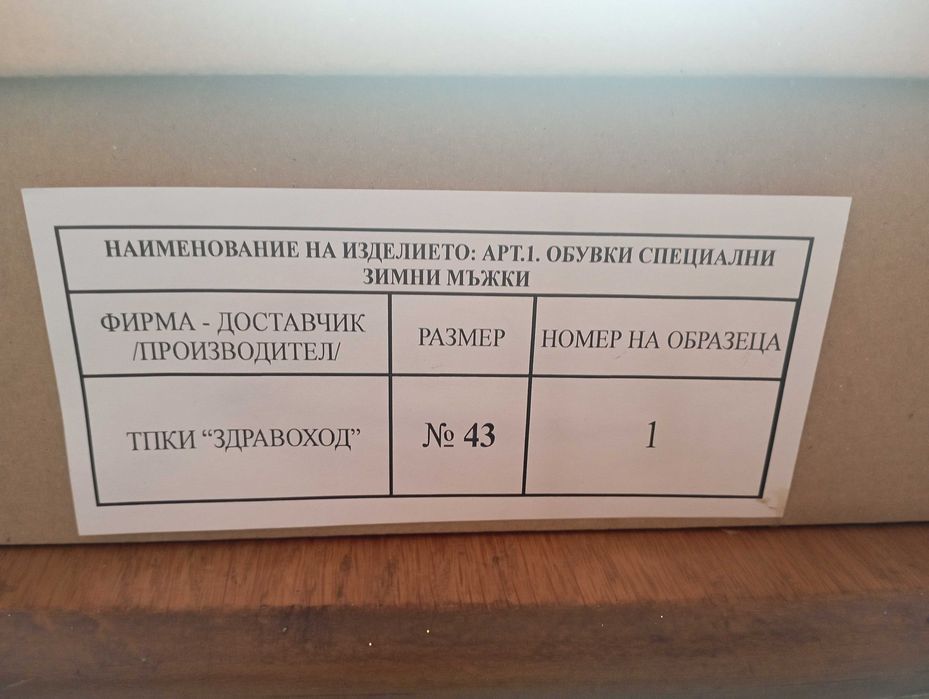 НАИМЕНОВАНИЕ НА ИЗДЕЛИЕТО: АРТ.1. ОБУВКИ СПЕЦИАЛНИ
ЗИМНИ МЪЖКИ
ФИРМА - ДОСТАВЧИК
/ПРОИЗВОДИТЕЛ/
РАЗМЕР
НОМЕР НА ОБРАЗЕЦА
ТПКИ “ЗДРАВОХОД”
№ 43
1